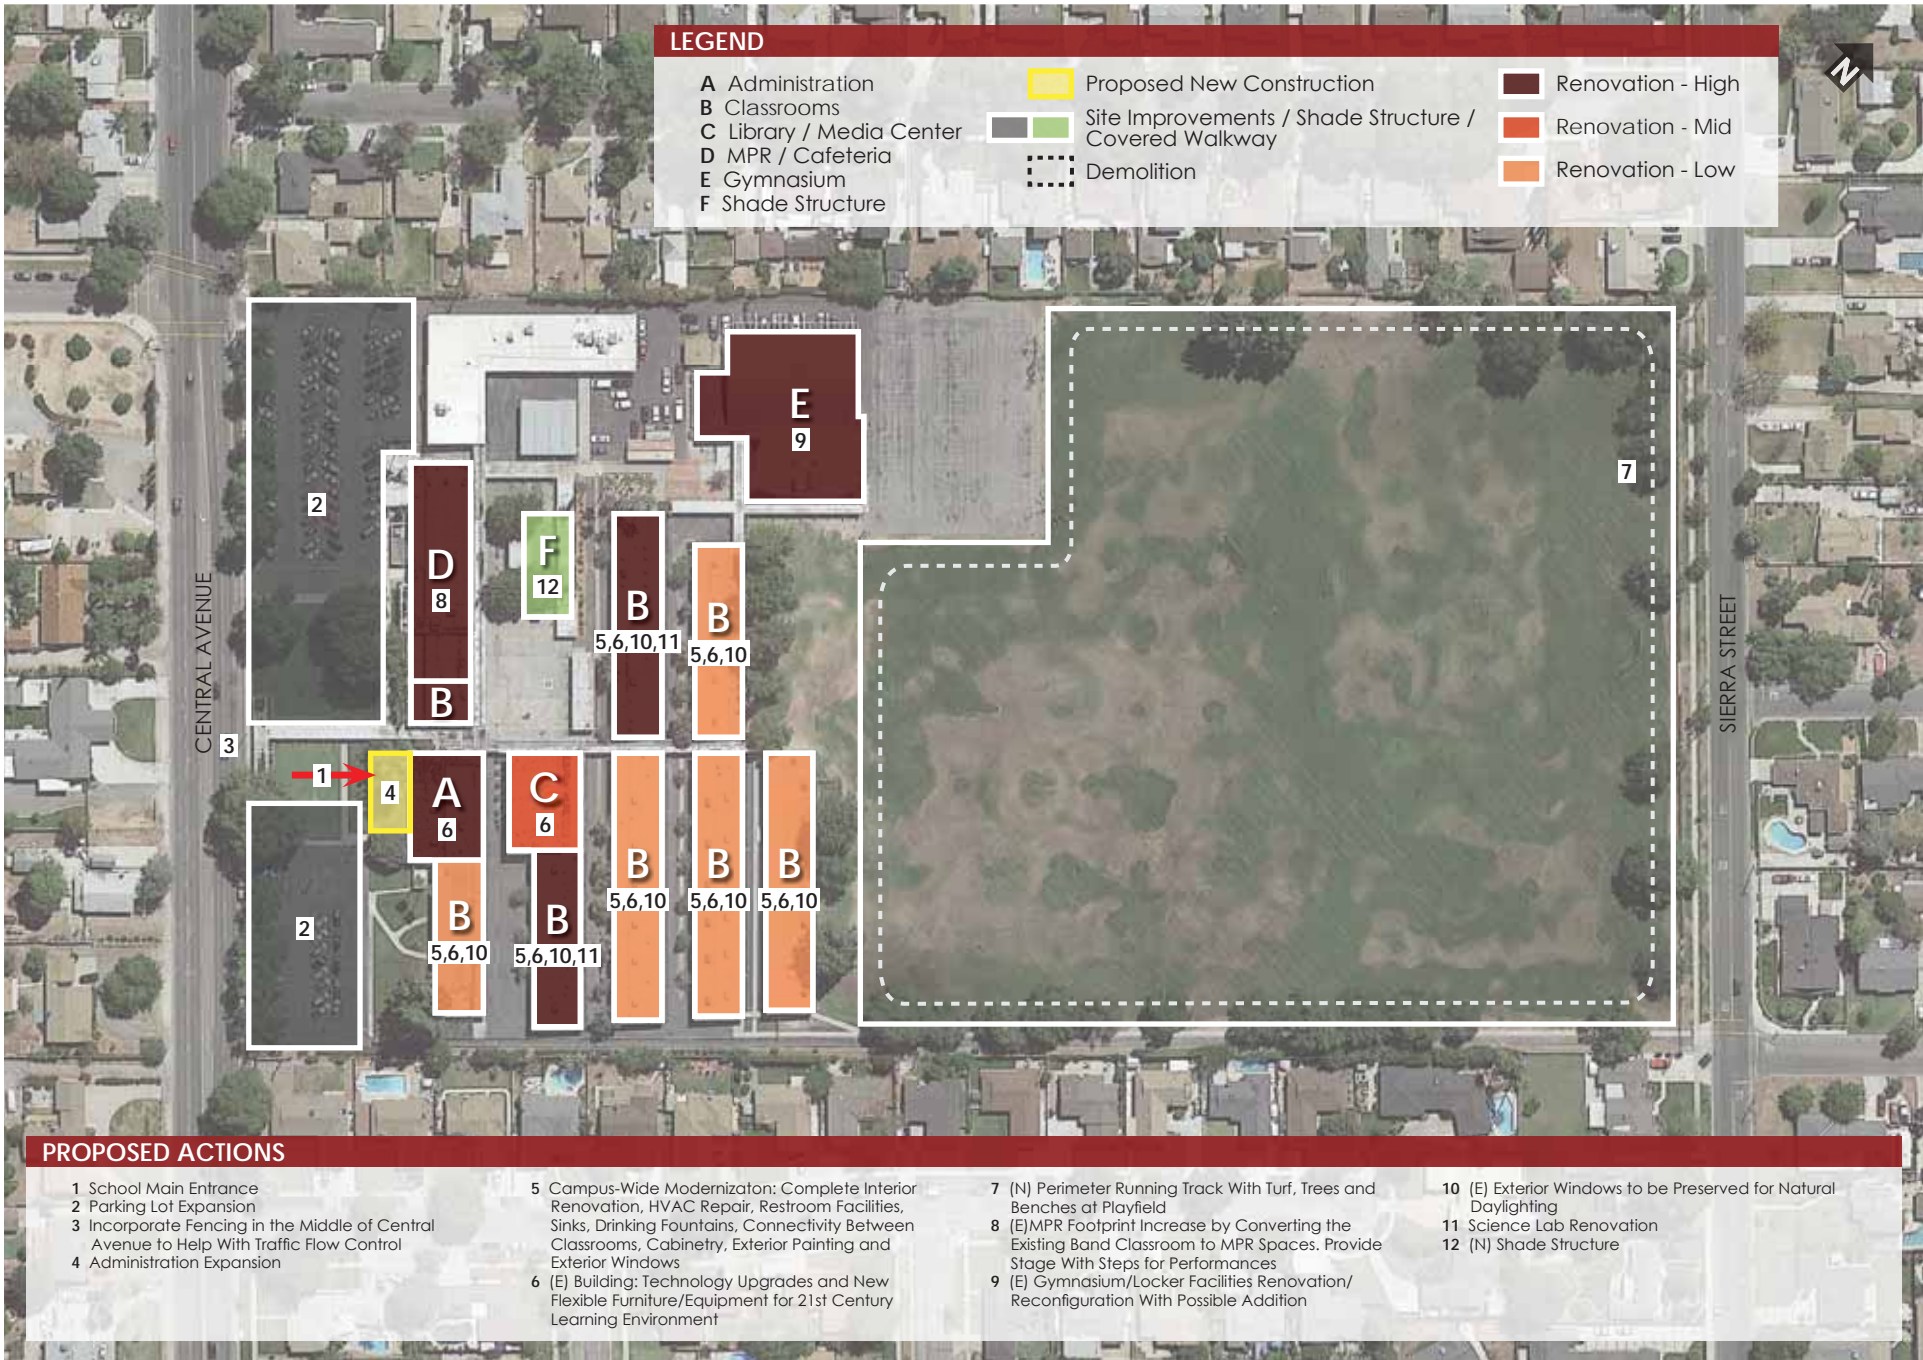 LEGEND
A Administration
B Classrooms
C Library / Media Center
D MPR / Cafeteria
E Gymnasium
F Shade Structure
Proposed New Construction
Site Improvements / Shade Structure /
Covered Walkway
Demolition
Renovation - High
Renovation - Mid
Renovation - Low
N
E
9
7
2
D
8
F
12
B
5,6,10,11
B
5,6,10
B
CENTRAL AVENUE
SIERRA STREET
3
1
4
A
6
C
6
B
5,6,10
B
5,6,10,11
B
5,6,10
B
5,6,10
B
5,6,10
2
PROPOSED ACTIONS
1 School Main Entrance
2 Parking Lot Expansion
3 Incorporate Fencing in the Middle of Central
Avenue to Help With Traffic Flow Control
4 Administration Expansion
5 Campus-Wide Modernizaton: Complete Interior
Renovation, HVAC Repair, Restroom Facilities,
Sinks, Drinking Fountains, Connectivity Between
Classrooms, Cabinetry, Exterior Painting and
Exterior Windows
6 (E) Building: Technology Upgrades and New
Flexible Furniture/Equipment for 21st Century
Learning Environment
7 (N) Perimeter Running Track With Turf, Trees and
Benches at Playfield
8 (E)MPR Footprint Increase by Converting the
Existing Band Classroom to MPR Spaces. Provide
Stage With Steps for Performances
9 (E) Gymnasium/Locker Facilities Renovation/
Reconfiguration With Possible Addition
10 (E) Exterior Windows to be Preserved for Natural
Daylighting
11 Science Lab Renovation
12 (N) Shade Structure